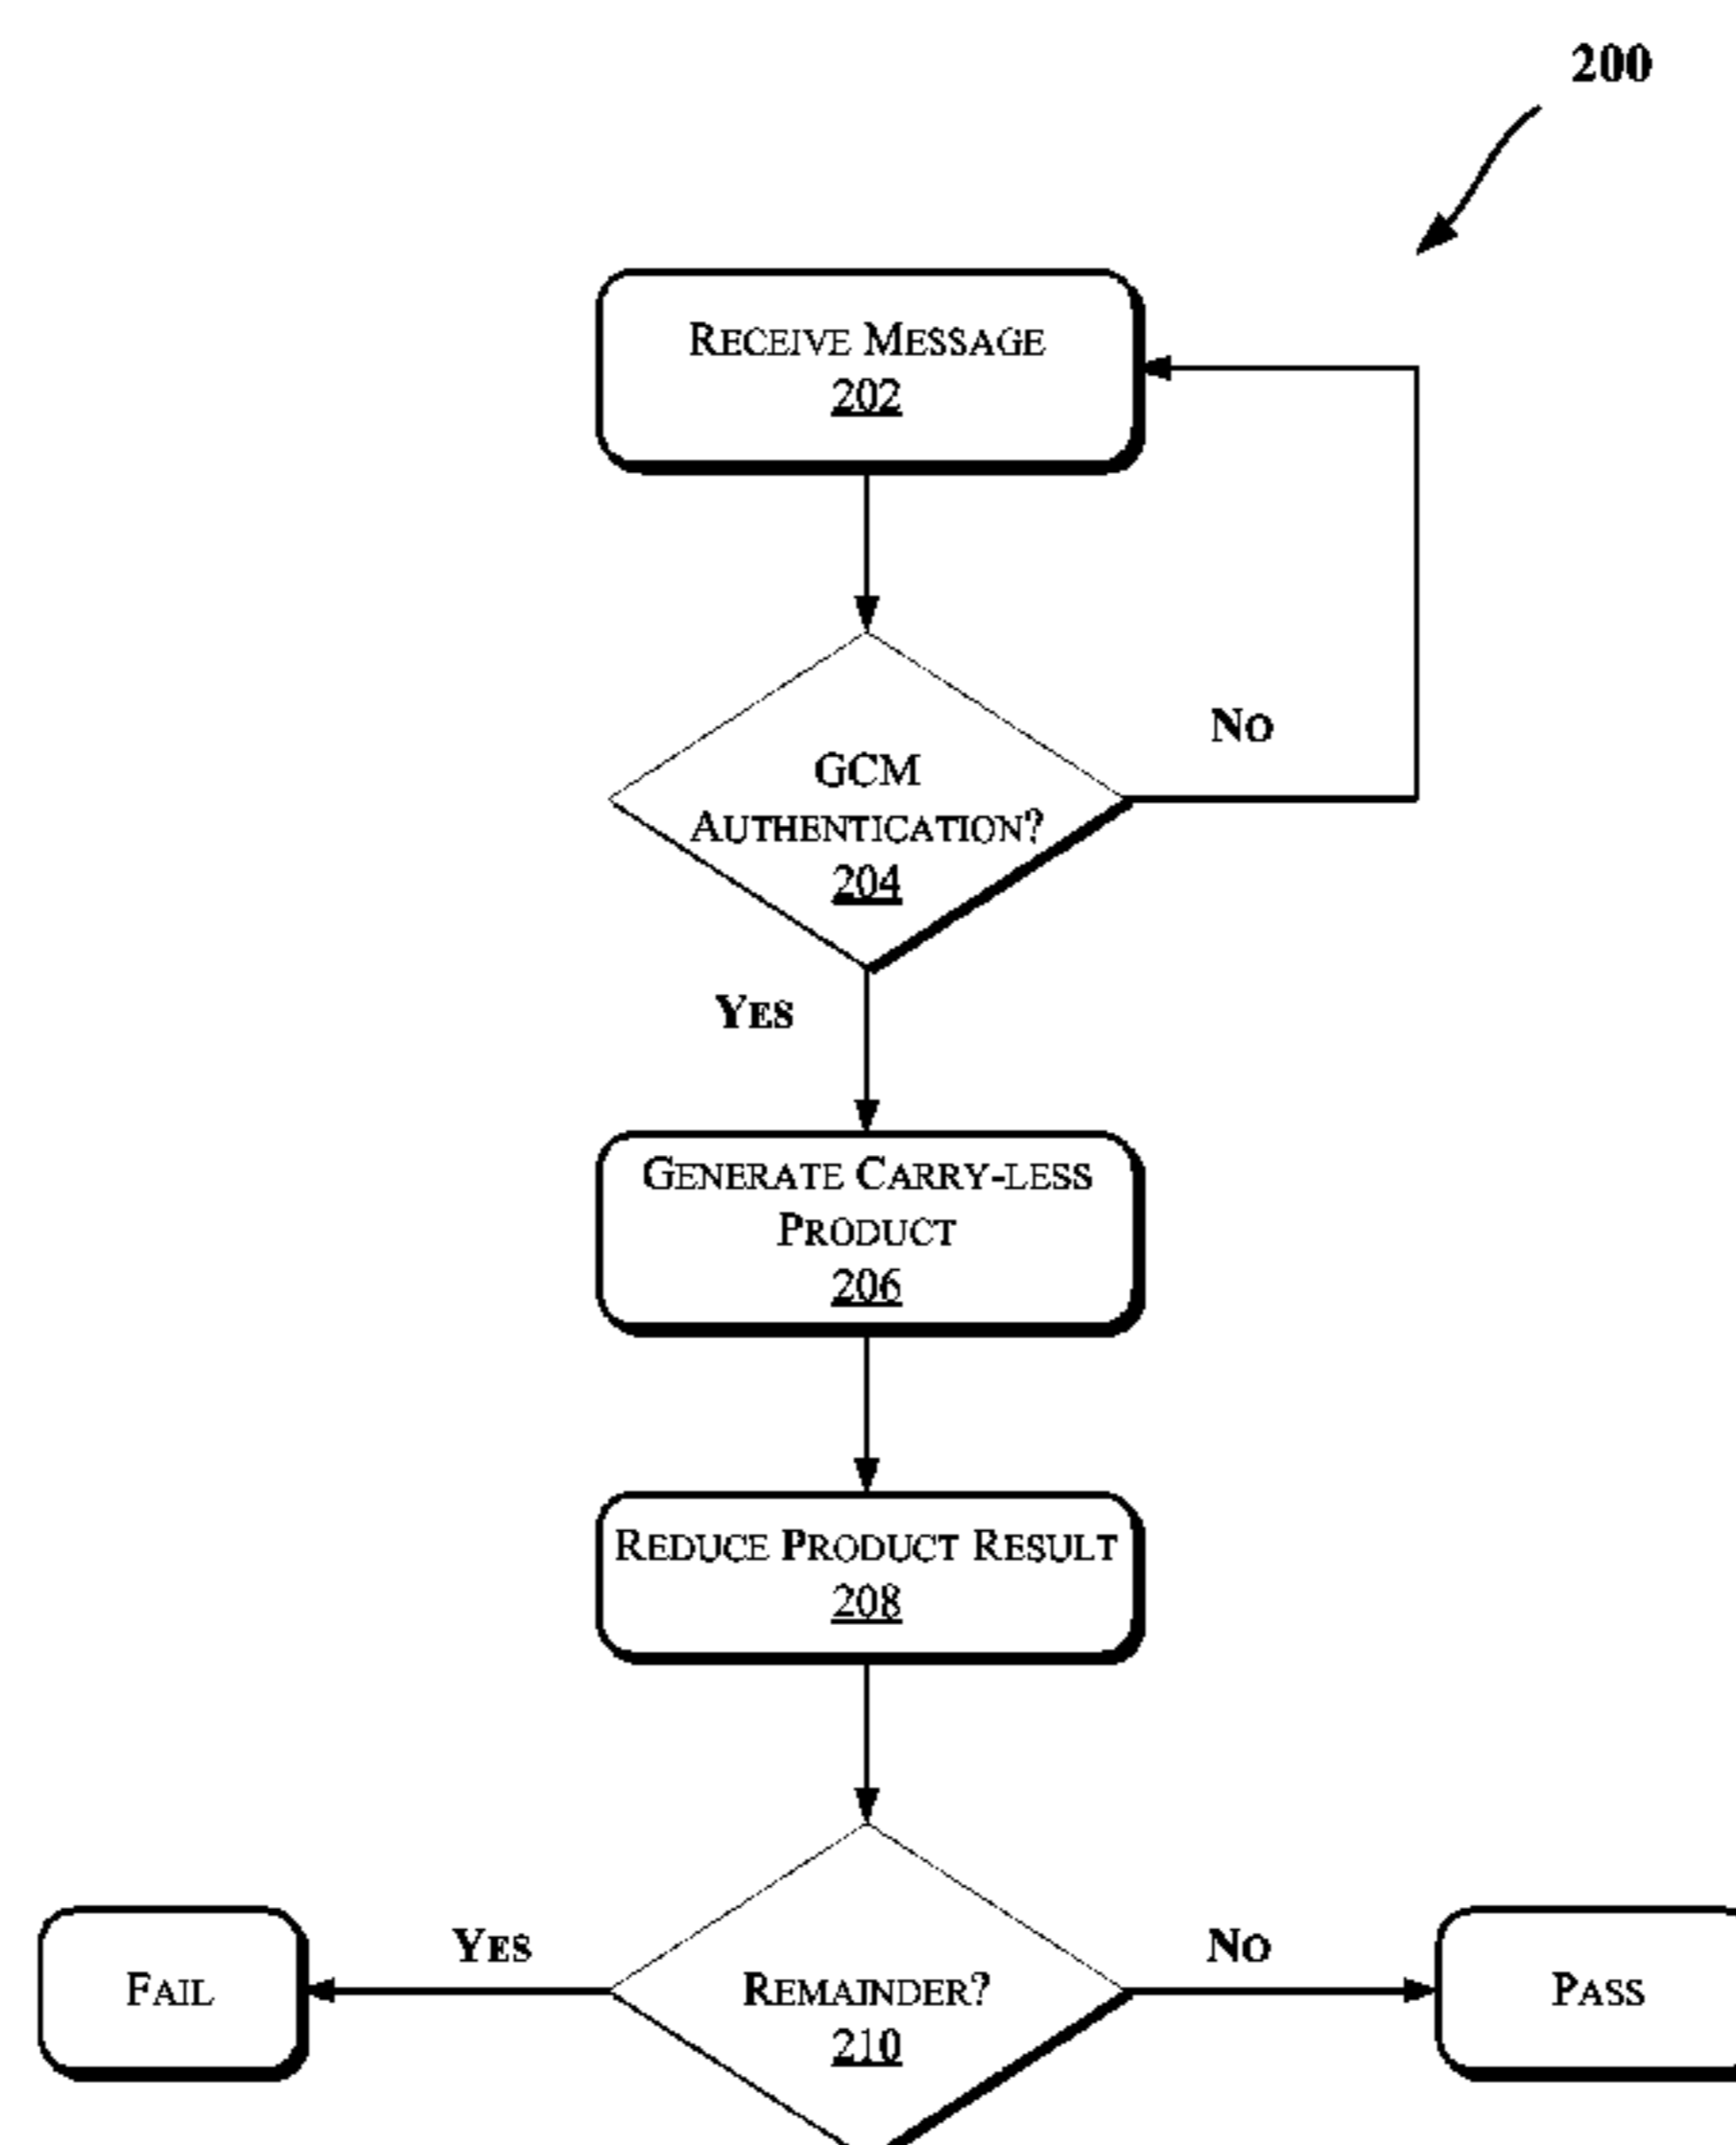 200
RECEIVE MESSAGE
202
GCM
AUTHENTICATION?
204
NO
YES
GENERATE CARRY-LESS
PRODUCT
206
REDUCE PRODUCT RESULT
208
YES
NO
FAIL
REMAINDER?
210
PASS